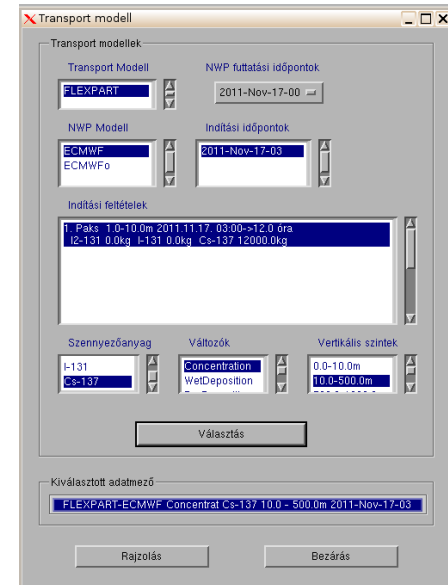 Transport modell
Transport modellek
Transport Modell
NWP futtatási időpontok
FLEXPART
2011-Nov-17-00
NWP Modell
Indítási időpontok
ECMWF
ECMWFo
2011-Nov-17-03
Indítási feltételek
1. Paks 1.0-10.0m 2011.11.17. 03:00->12.0 óra
I2-131 0.0kg I-131 0.0kg Cs-137 12000.0kg
Szennyezőanyag
Változók
Vertikális szintek
I-131
Cs-137
Concentration
WetDeposition
0.0-10.0m
10.0-500.0m
Választás
Kiválasztott adatmező
FLEXPART-ECMWF Concentrat Cs-137 10.0 - 500.0m 2011-Nov-17-03
Rajzolás
Bezárás